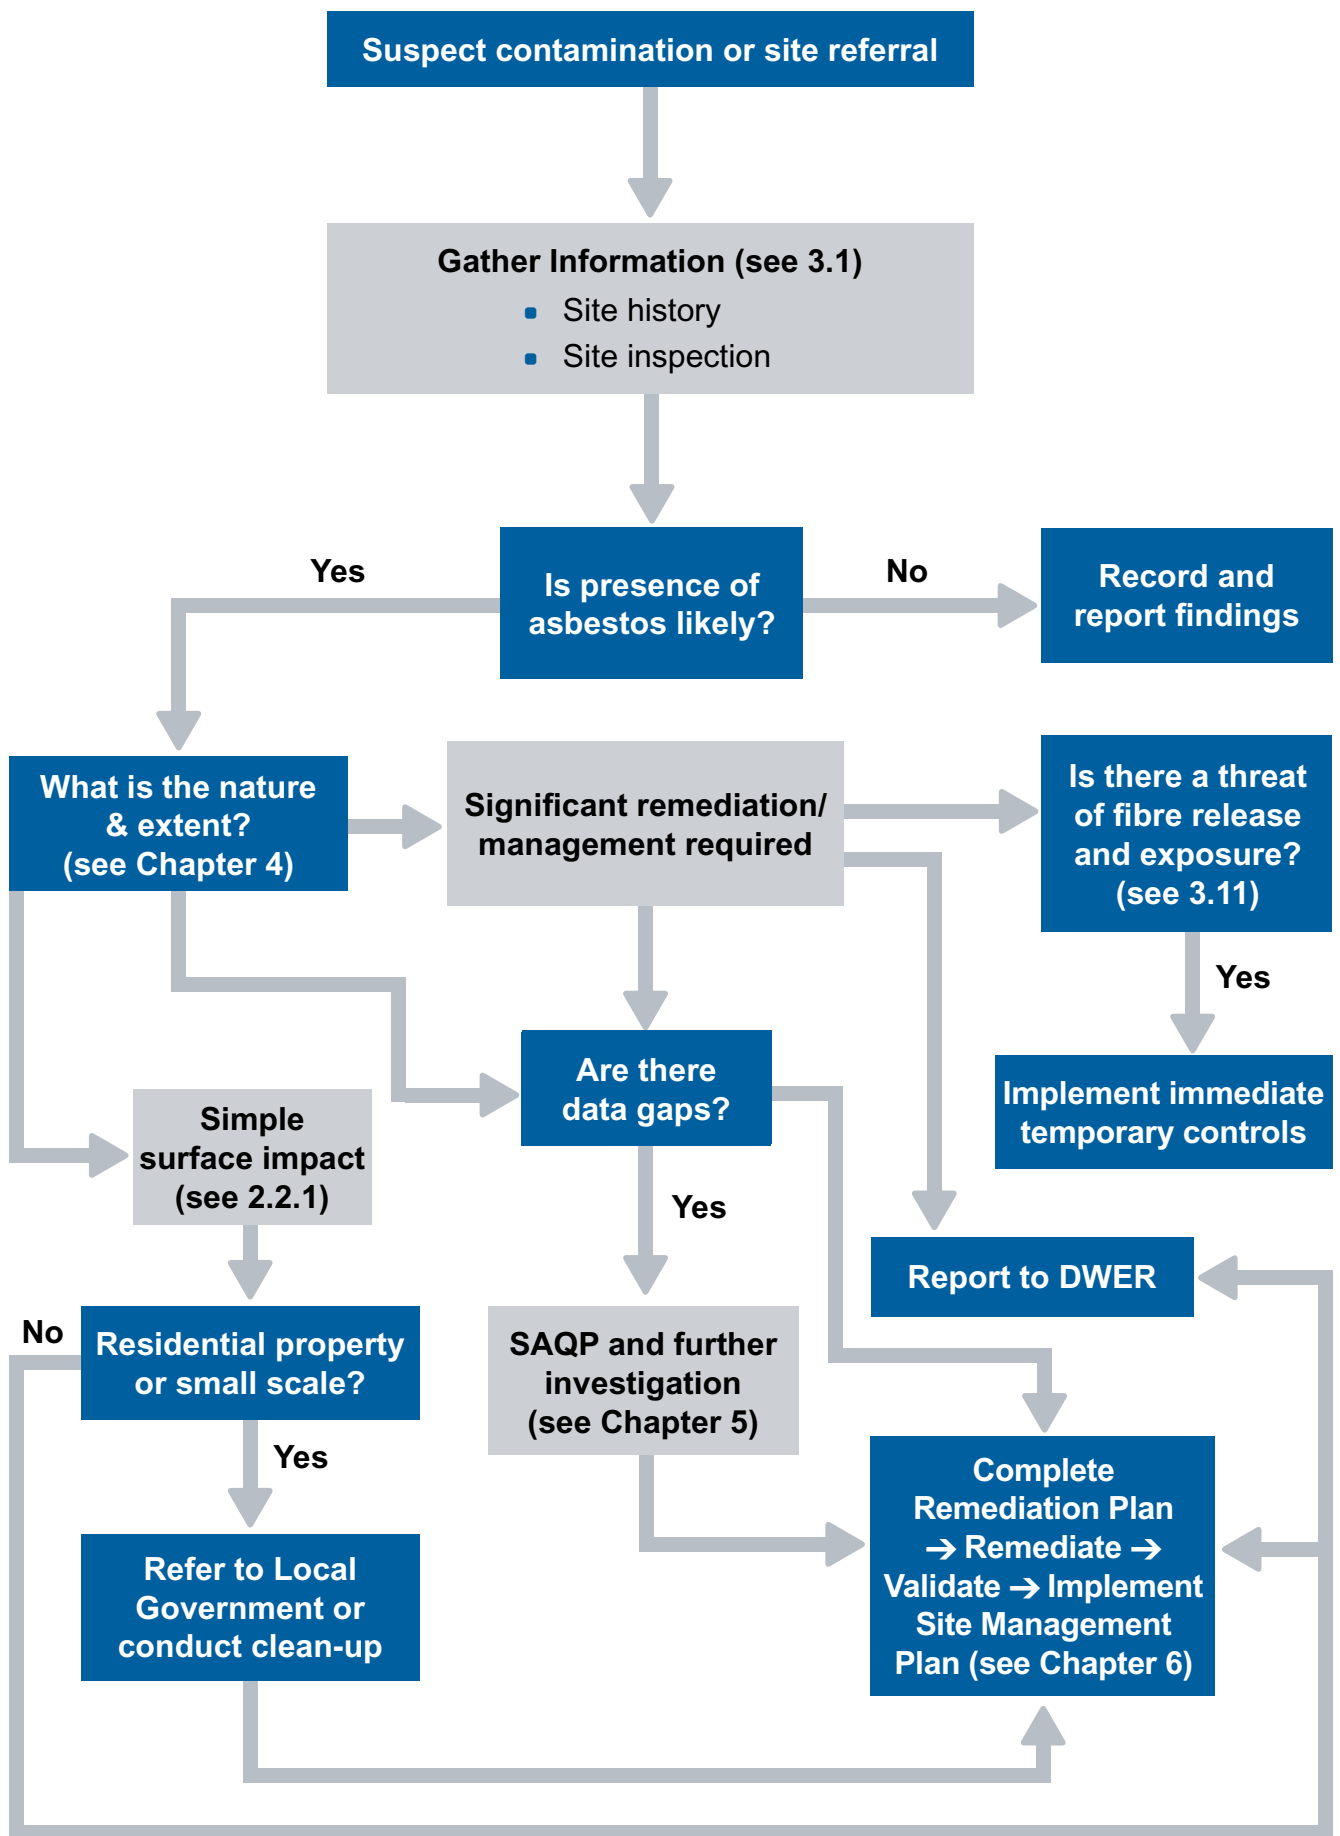 Suspect contamination or site referral
Gather Information (see 3.1)
▪ Site history
▪ Site inspection
Yes
Is presence of
asbestos likely?
No
Record and
report findings
What is the nature
& extent?
(see Chapter 4)
Significant remediation/
management required
Is there a threat
of fibre release
and exposure?
(see 3.11)
Yes
Implement immediate
temporary controls
Are there
data gaps?
Simple
surface impact
(see 2.2.1)
Yes
Report to DWER
No
Residential property
or small scale?
SAQP and further
investigation
(see Chapter 5)
Yes
Refer to Local
Government or
conduct clean-up
Complete
Remediation Plan
→ Remediate →
Validate → Implement
Site Management
Plan (see Chapter 6)